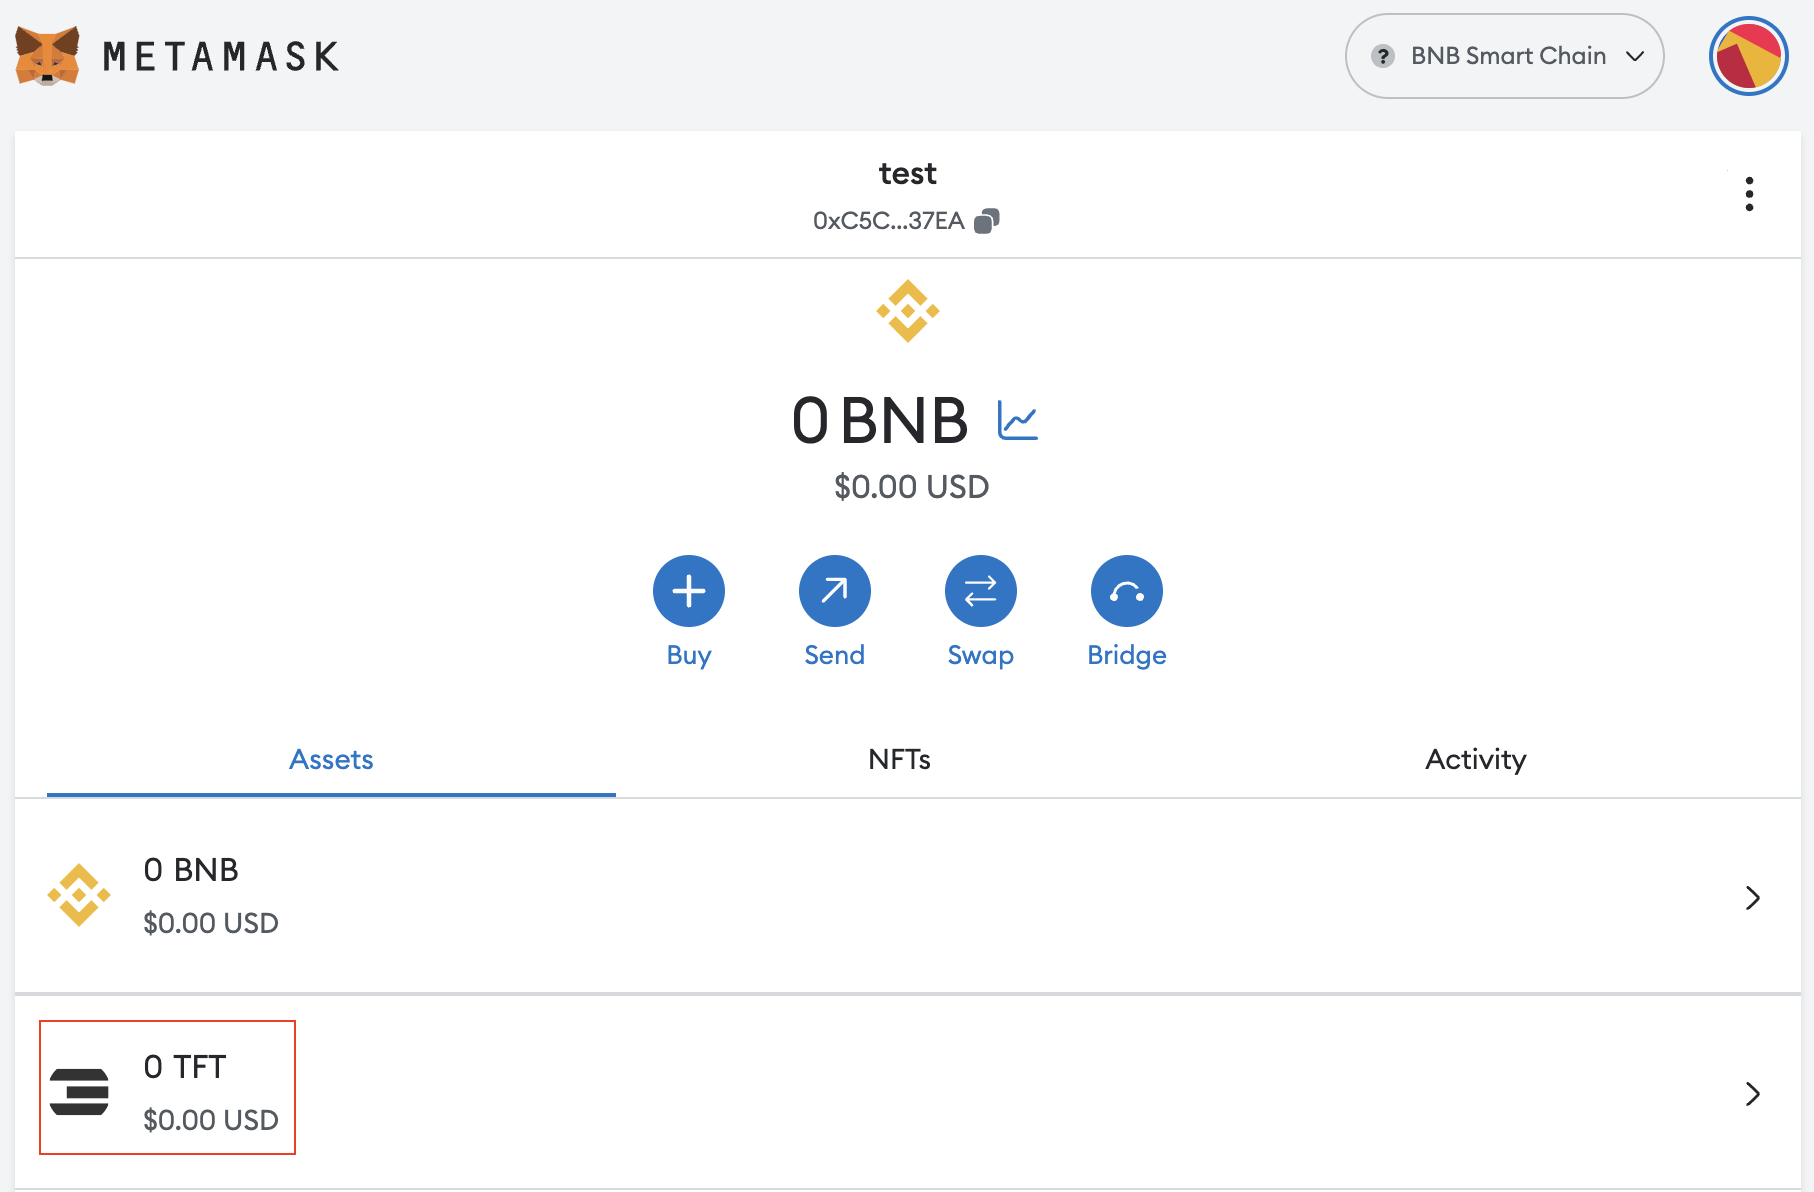 METAMASK
? BNB Smart Chain
test
0xC5C...37EA
0 BNB
$0.00 USD
Buy Send Swap Bridge
Assets NFTs Activity
0 BNB
$0.00 USD
0 TFT
$0.00 USD